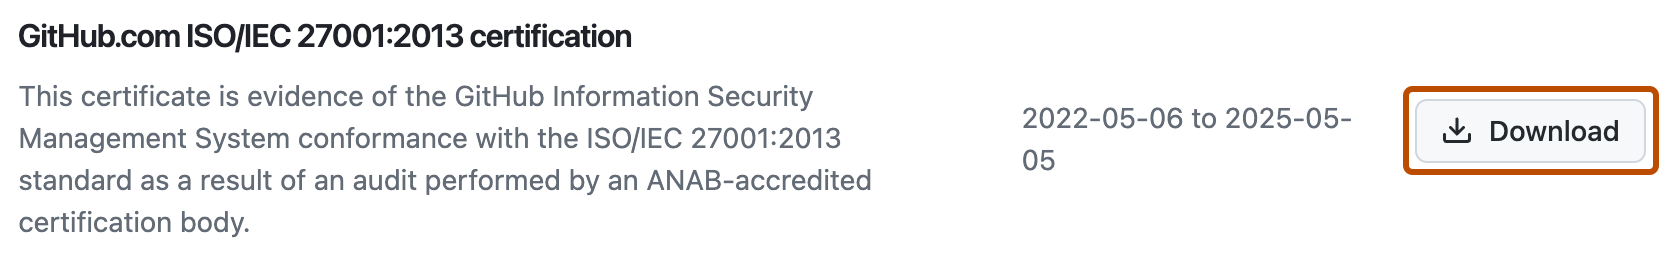 GitHub.com ISO/IEC 27001:2013 certification
This certificate is evidence of the GitHub Information Security
Management System conformance with the ISO/IEC 27001:2013
standard as a result of an audit performed by an ANAB-accredited
certification body.
2022-05-06 to 2025-05-
05
Download